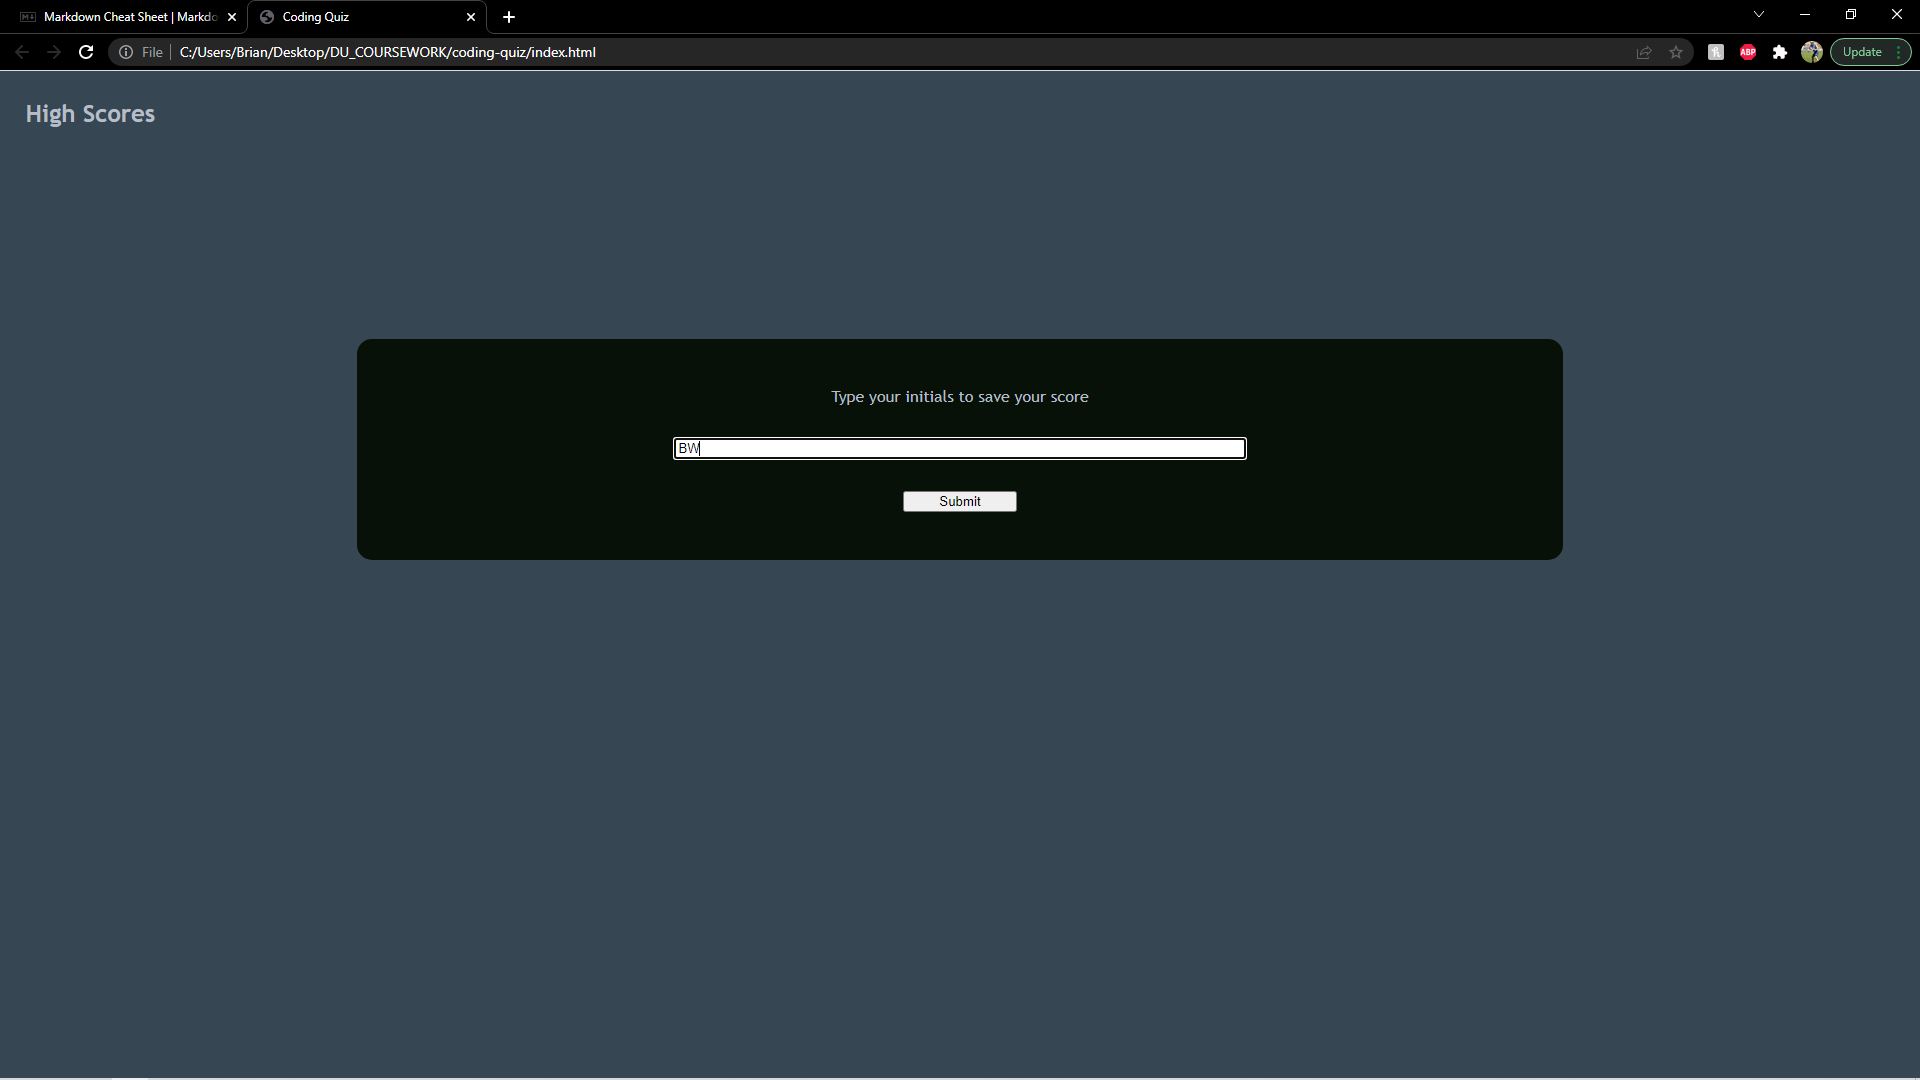 Markdown Cheat Sheet | Markdo
Coding Quiz
File
C:/Users/Brian/Desktop/DU_COURSEWORK/coding-quiz/index.html
ABP
Update
High Scores
Type your initials to save your score
BW
Submit